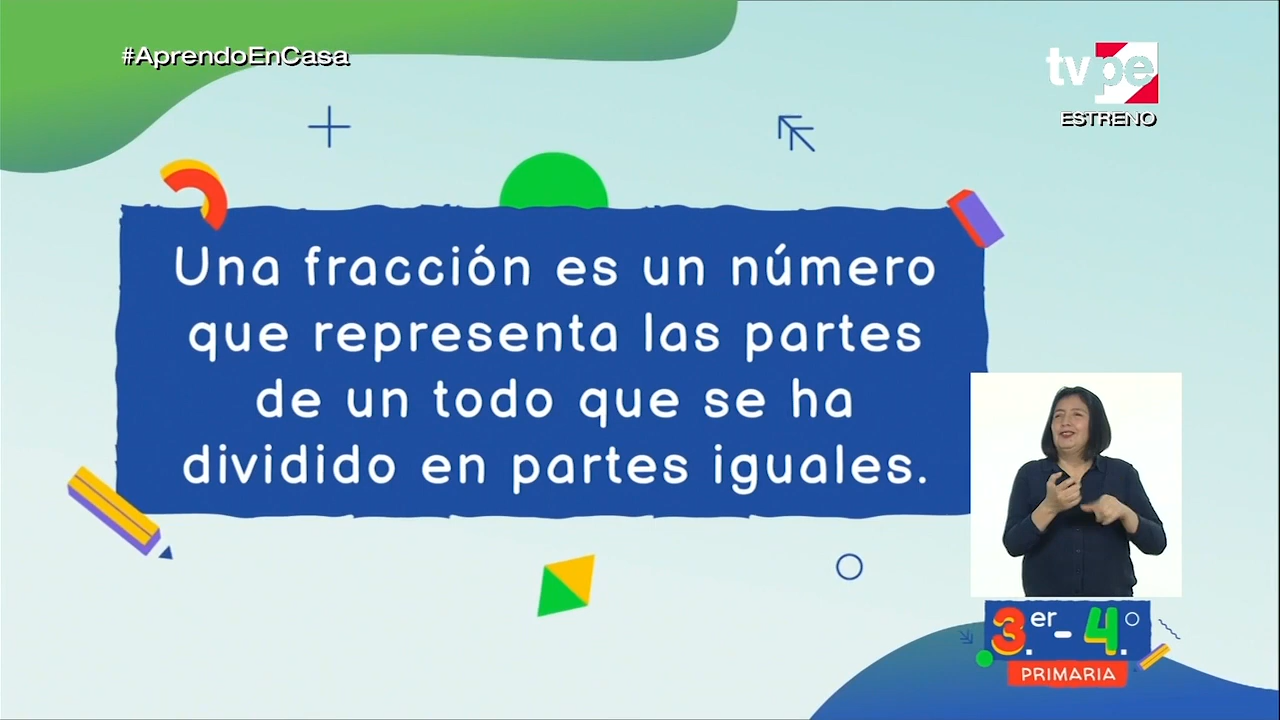 #AprendoEnCasa
tvpe
ESTRENO
Una fracción es un número
que representa las partes
de un todo que se ha
dividido en partes iguales.
3.er - 4.°
PRIMARIA